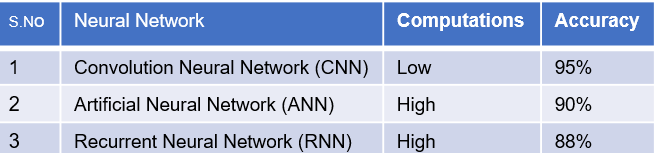 S.No Neural Network Computations Accuracy
1 Convolution Neural Network (CNN) Low 95%
2 Artificial Neural Network (ANN) High 90%
3 Recurrent Neural Network (RNN) High 88%